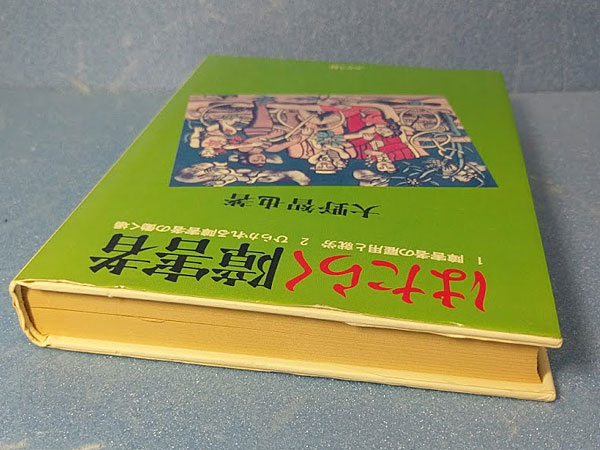 はたらく障害者
1 障害者の雇用と就労 2 ひらかれる障害者の働く場
大野智也著